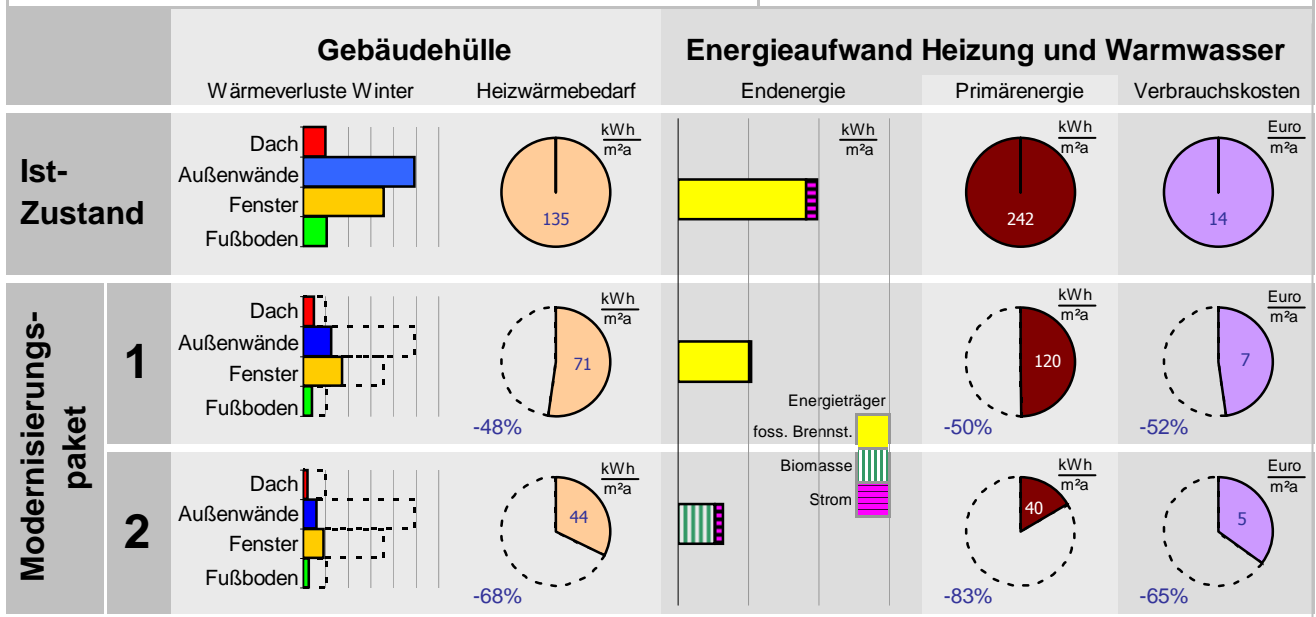 Gebäudehülle
Energieaufwand Heizung und Warmwasser
Wärmeverluste Winter
Heizwärmebedarf
Endenergie
Primärenergie
Verbrauchskosten
Ist-
Zustand
Dach
Außenwände
Fenster
Fußboden
kWh
m²a
135
kWh
m²a
kWh
m²a
242
Euro
m²a
14
Modernisierungs-
paket
1
Dach
Außenwände
Fenster
Fußboden
kWh
m²a
71
-48%
kWh
m²a
120
-50%
Euro
m²a
7
-52%
Energieträger
foss. Brennst.
Biomasse
Strom
2
Dach
Außenwände
Fenster
Fußboden
kWh
m²a
44
-68%
kWh
m²a
40
-83%
Euro
m²a
5
-65%